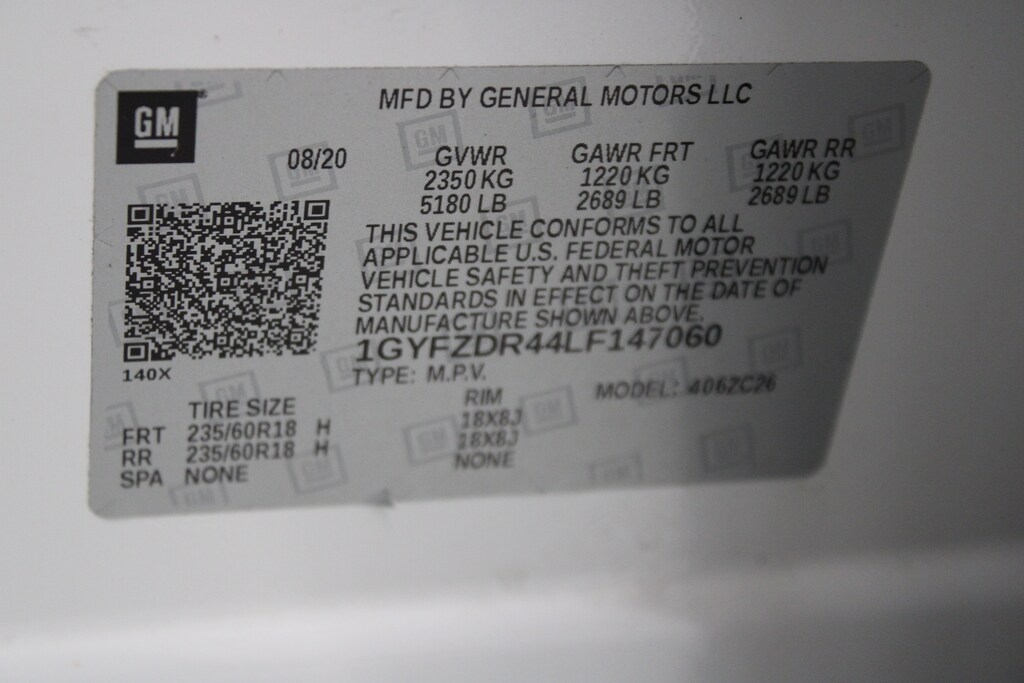 GM
MFD BY GENERAL MOTORS LLC
08/20
GVWR GAWR FRT GAWR RR
2350 KG 1220 KG 1220 KG
5180 LB 2689 LB 2689 LB
THIS VEHICLE CONFORMS TO ALL
APPLICABLE U.S. FEDERAL MOTOR
VEHICLE SAFETY AND THEFT PREVENTION
STANDARDS IN EFFECT ON THE DATE OF
MANUFACTURE SHOWN ABOVE.
1GYFZDR44LF147060
140X
TYPE: M.P.V. MODEL: 406ZC26
TIRE SIZE RIM
FRT 235/60R18 H 18X8J
RR 235/60R18 H 18X8J
SPA NONE NONE